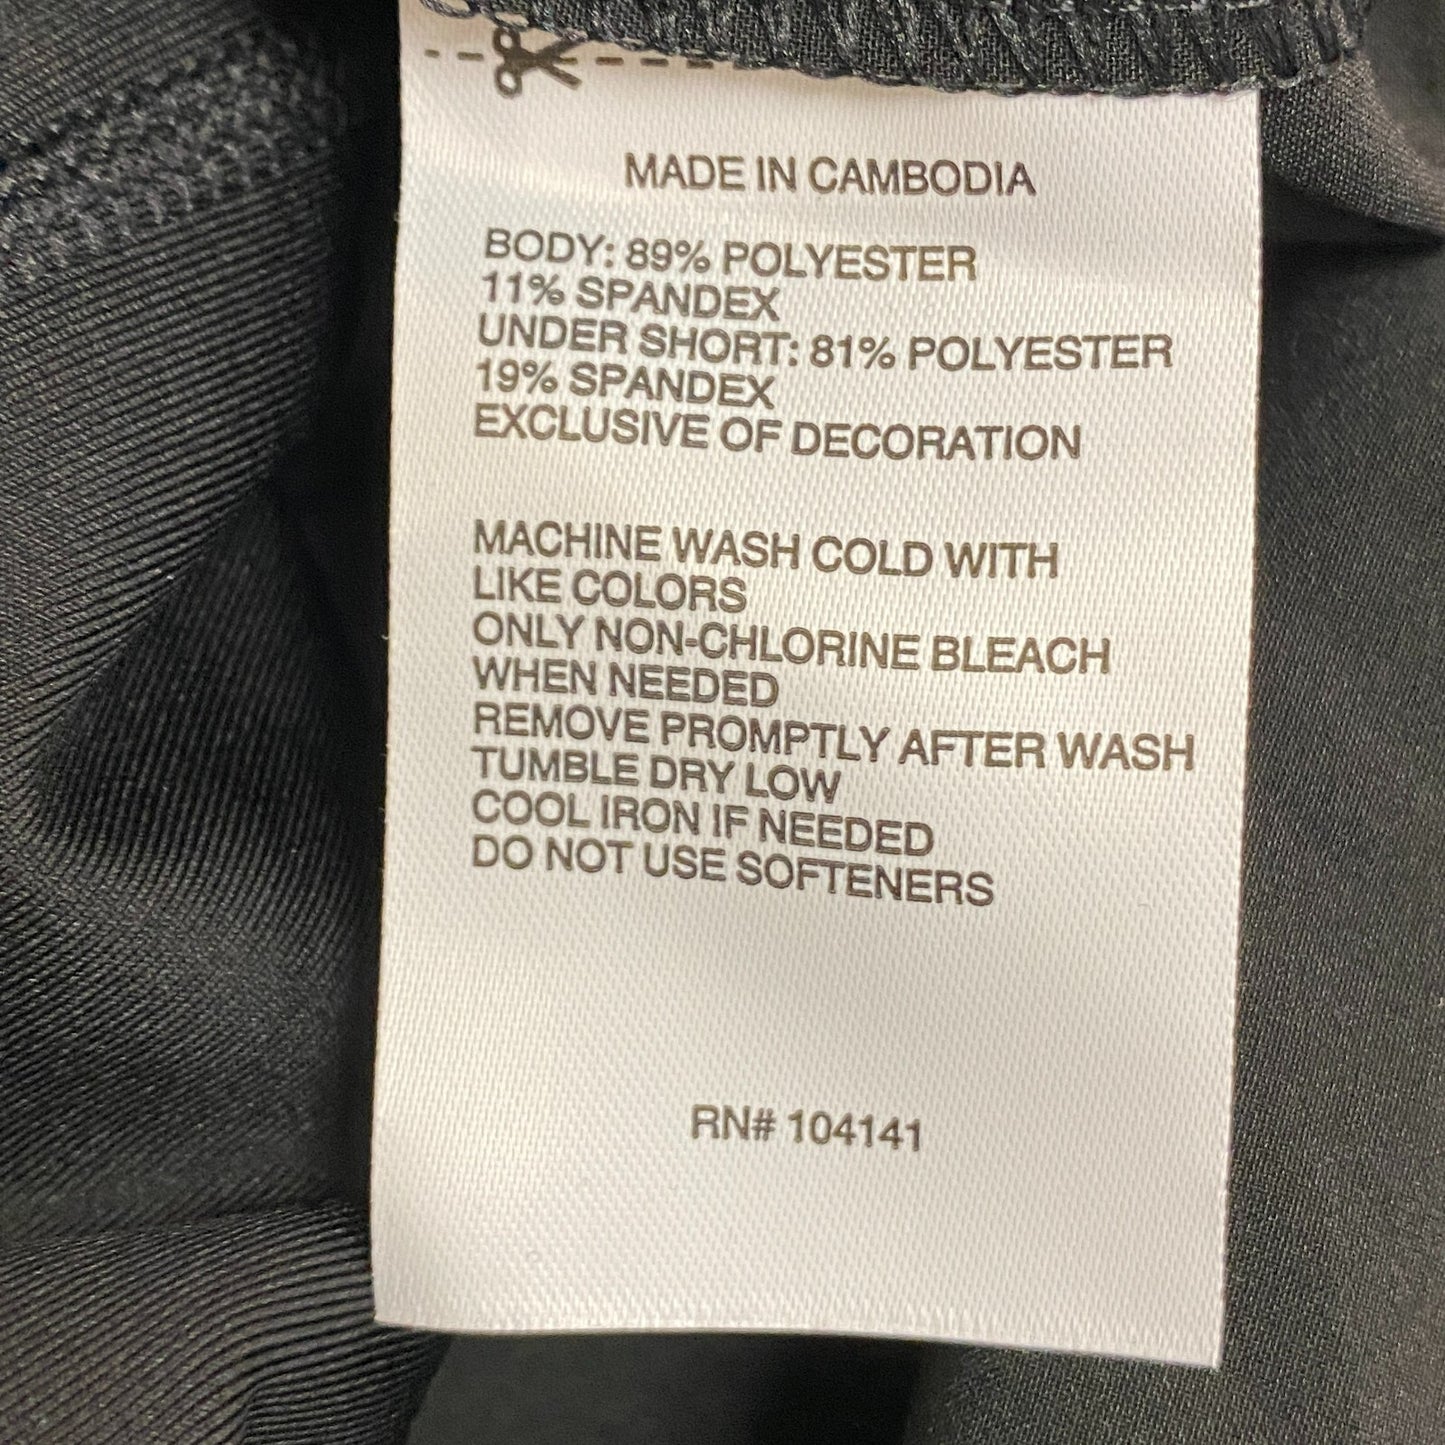 MADE IN CAMBODIA
BODY: 89% POLYESTER
11% SPANDEX
UNDER SHORT: 81% POLYESTER
19% SPANDEX
EXCLUSIVE OF DECORATION
MACHINE WASH COLD WITH
LIKE COLORS
ONLY NON-CHLORINE BLEACH
WHEN NEEDED
REMOVE PROMPTLY AFTER WASH
TUMBLE DRY LOW
COOL IRON IF NEEDED
DO NOT USE SOFTENERS
RN# 104141